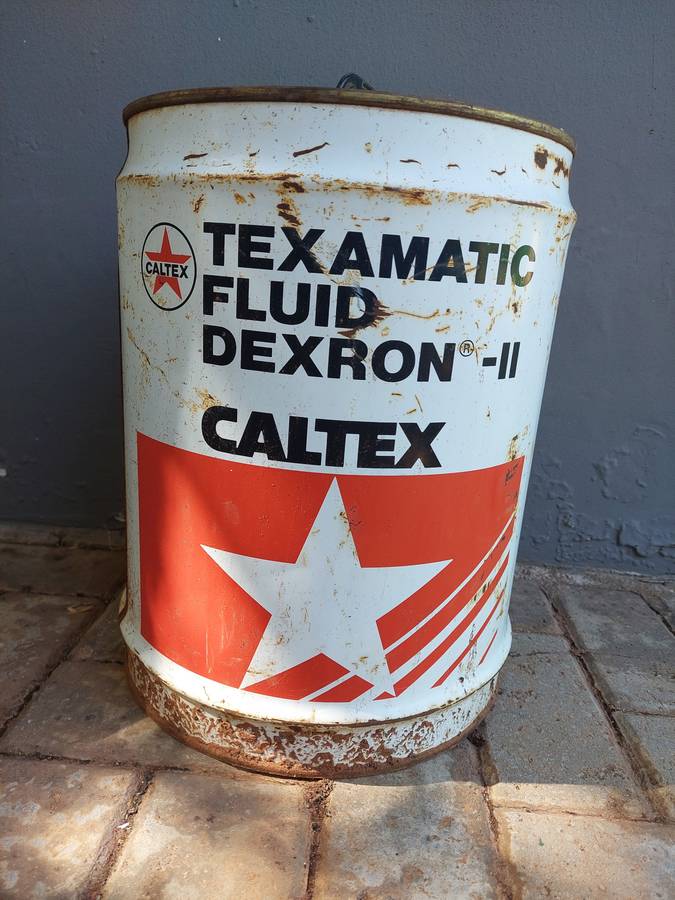 CALTEX
TEXAMATIC
FLUID
DEXRON® -II
CALTEX